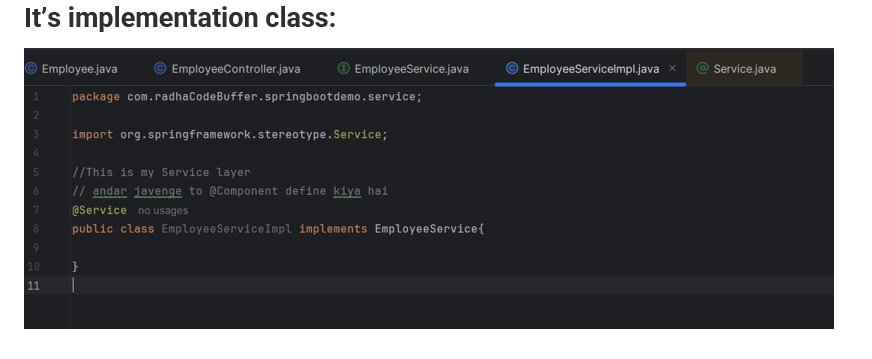 It’s implementation class:
Employee.java EmployeeController.java EmployeeService.java EmployeeServiceImpl.java × Service.java
1 package com.radhaCodeBuffer.springbootdemo.service;
2
3 import org.springframework.stereotype.Service;
4
5 //This is my Service layer
6 // andar javenge to @Component define kiya hai
7 @Service no usages
8 public class EmployeeServiceImpl implements EmployeeService{
9
10 }
11